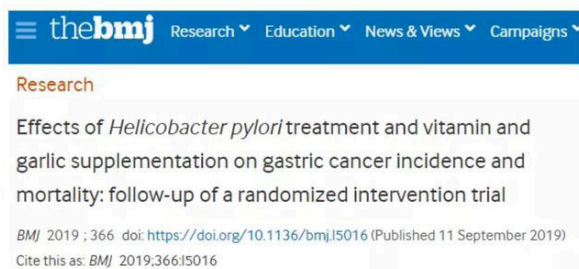 thebmj Research Education News & Views Campaigns
Research
Effects of Helicobacter pylori treatment and vitamin and
garlic supplementation on gastric cancer incidence and
mortality: follow-up of a randomized intervention trial
BMJ 2019 ; 366 doi: https://doi.org/10.1136/bmj.l5016 (Published 11 September 2019)
Cite this as: BMJ 2019;366:l5016